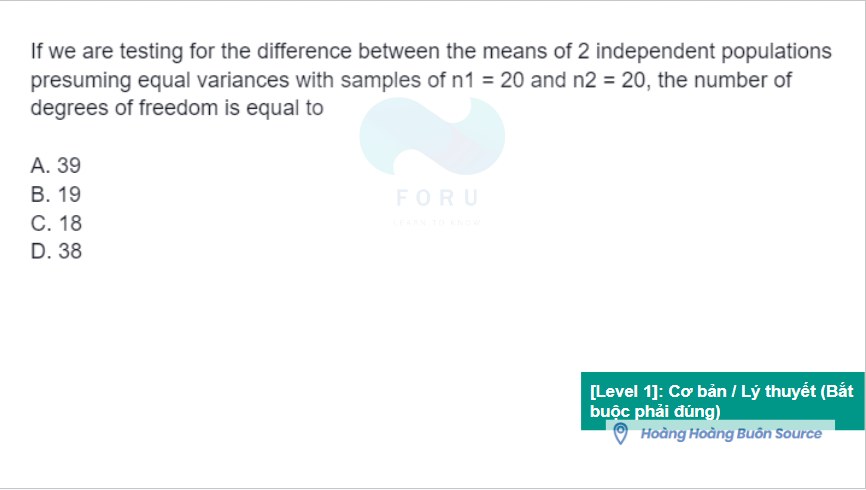 If we are testing for the difference between the means of 2 independent populations
presuming equal variances with samples of n1 = 20 and n2 = 20, the number of
degrees of freedom is equal to
A. 39
B. 19
C. 18
D. 38
FORU
[Level 1]: Cơ bản / Lý thuyết (Bắt
buộc phải đúng)
Hoàng Hoàng Buôn Source